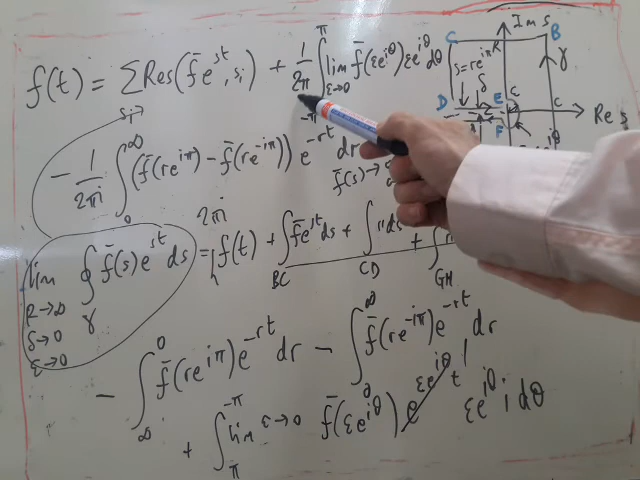 f(t) = ∑_{s_i} Res(f̄ e^{st}, s_i) + 1/2π ∫_{-π}^{π} lim_{ε→0} f̄(εe^{iθ}) εe^{iθ} dθ
- 1/2πi ∫_0^∞ (f̄(re^{iπ}) - f̄(re^{-iπ})) e^{-rt} dr
f̄(s) →
lim_{R→∞ δ→0 ε→0} ∮_γ f̄(s) e^{st} ds = 2πi f(t) + ∫_{BC} f̄ e^{st} ds + ∫_{CD} " ds + ∫_{GH}
- ∫_∞^0 f̄(re^{iπ}) e^{-rt} dr - ∫_0^∞ f̄(re^{-iπ}) e^{-rt} dr
+ ∫_π^{-π} lim ε→0 f̄(εe^{iθ}) e^{εe^{iθ} t} 1 εe^{iθ} i dθ
Im s
C
B
R
s=re^{iπ}
γ
δ
D
E
ε
c
Re s
F